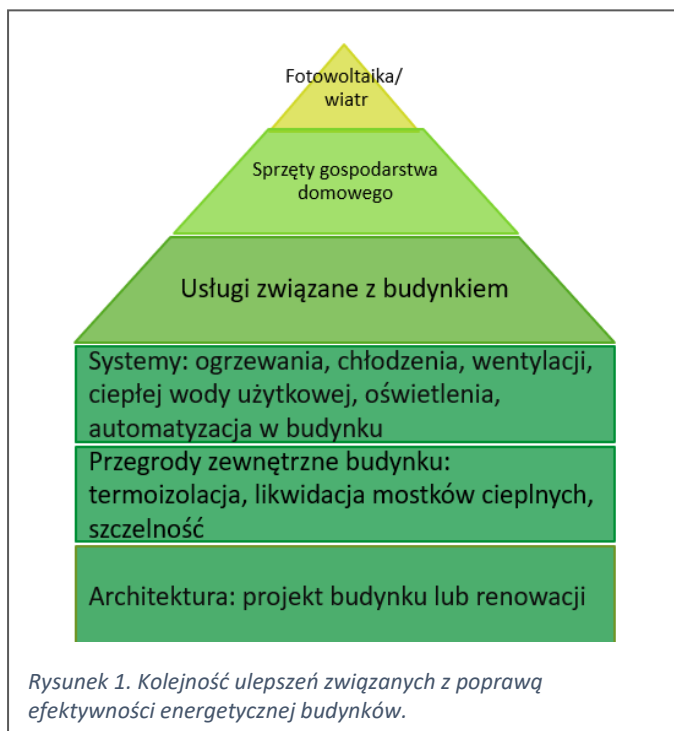 Fotowoltaika/
wiatr
Sprzęty gospodarstwa
domowego
Usługi związane z budynkiem
Systemy: ogrzewania, chłodzenia, wentylacji,
ciepłej wody użytkowej, oświetlenia,
automatyzacja w budynku
Przegrody zewnętrzne budynku:
termoizolacja, likwidacja mostków cieplnych,
szczelność
Architektura: projekt budynku lub renowacji
Rysunek 1. Kolejność ulepszeń związanych z poprawą
efektywności energetycznej budynków.